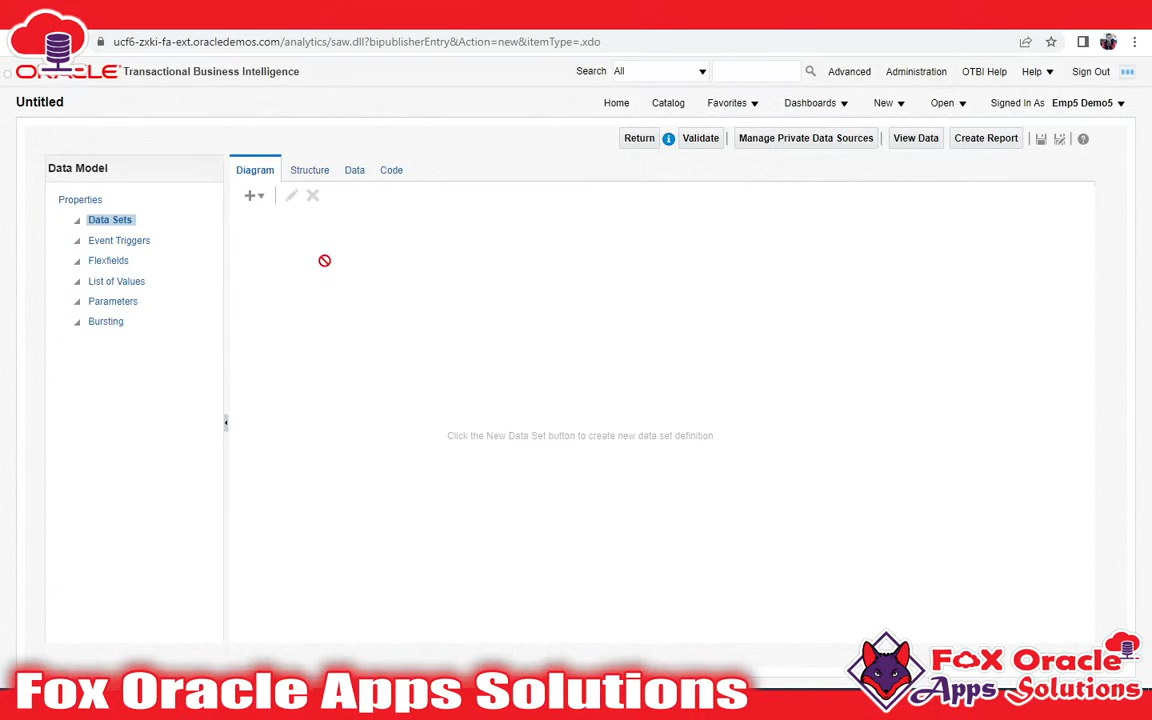 ucf6-zxki-fa-ext.oracledemos.com/analytics/saw.dll?bipublisherEntry&Action=new&itemType=.xdo
ORACLE Transactional Business Intelligence
Search All
Advanced Administration OTBI Help Help Sign Out
Untitled
Home Catalog Favorites Dashboards New Open Signed In As Emp5 Demo5
Return Validate Manage Private Data Sources View Data Create Report
Data Model
Diagram Structure Data Code
Properties
Data Sets
Event Triggers
Flexfields
List of Values
Parameters
Bursting
Click the New Data Set button to create new data set definition
Fox Oracle Apps Solutions
Fox Oracle
Apps Solutions